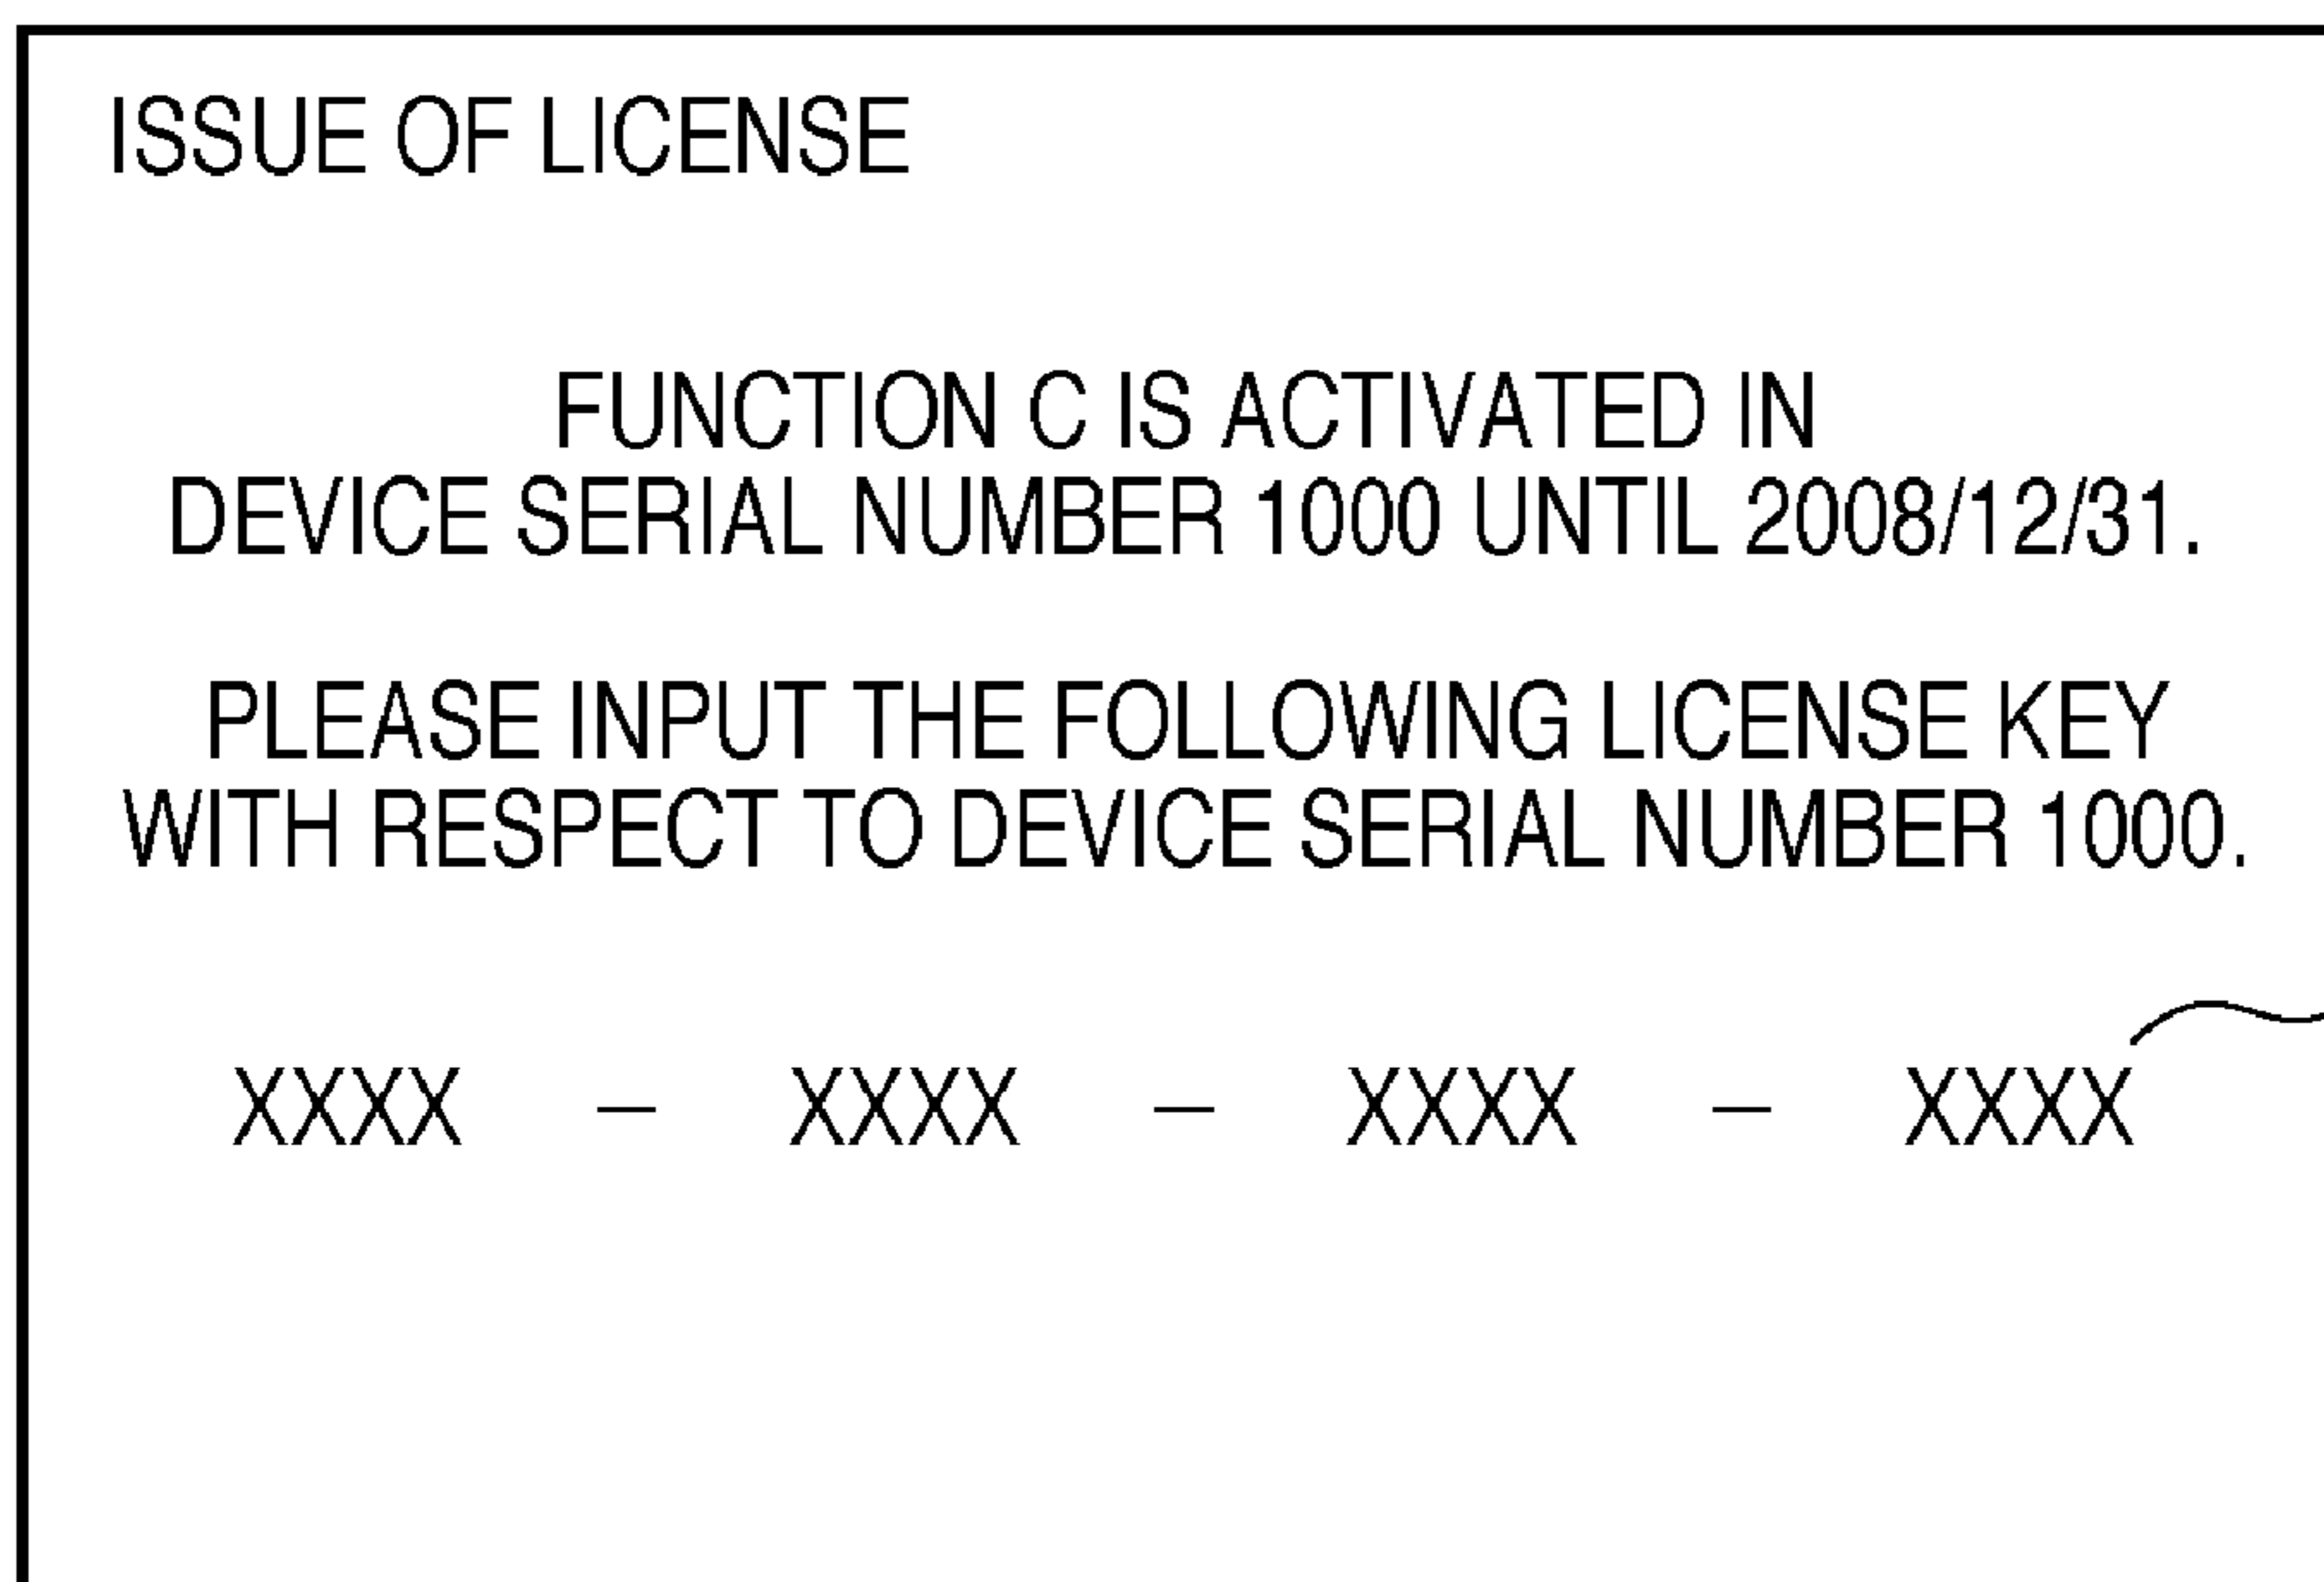 ISSUE OF LICENSE
FUNCTION C IS ACTIVATED IN
DEVICE SERIAL NUMBER 1000 UNTIL 2008/12/31.
PLEASE INPUT THE FOLLOWING LICENSE KEY
WITH RESPECT TO DEVICE SERIAL NUMBER 1000.
XXXX – XXXX – XXXX – XXXX